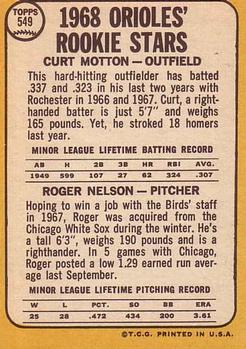 TOPPS
549
1968 ORIOLES'
ROOKIE STARS
CURT MOTTON — OUTFIELD
This hard-hitting outfielder has batted
.337 and .323 in his last two years with
Rochester in 1966 and 1967. Curt, a right-
handed batter is just 5'7" and weighs
165 pounds. Yet, he stroked 18 homers
last year.
MINOR LEAGUE LIFETIME BATTING RECORD
AB H 2B 3B HR RBI AVG.
1949 599 107 27 62 324 .307
ROGER NELSON — PITCHER
Hoping to win a job with the Birds' staff
in 1967, Roger was acquired from the
Chicago White Sox during the winter. He's
a tall 6'3", weighs 190 pounds and is a
righthander. In 5 games with Chicago,
Roger posted a low 1.29 earned run aver-
age last September.
MINOR LEAGUE LIFETIME PITCHING RECORD
W L PCT. SO BB ERA
25 28 .472 434 200 3.61
©T.C.G. PRINTED IN U.S.A.